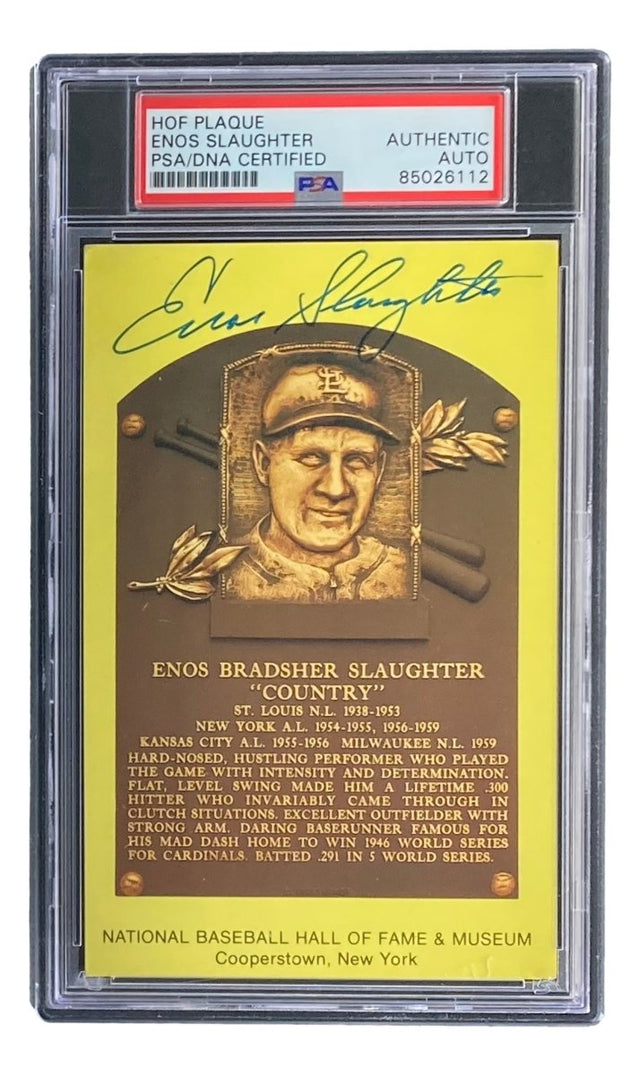 HOF PLAQUE
ENOS SLAUGHTER
PSA/DNA CERTIFIED
AUTHENTIC
AUTO
85026112
PSA
Enos Slaughter
STL
ENOS BRADSHER SLAUGHTER
“COUNTRY”
ST. LOUIS N.L. 1938-1953
NEW YORK A.L. 1954-1955, 1956-1959
KANSAS CITY A.L. 1955-1956 MILWAUKEE N.L. 1959
HARD-NOSED, HUSTLING PERFORMER WHO PLAYED
THE GAME WITH INTENSITY AND DETERMINATION.
FLAT, LEVEL SWING MADE HIM A LIFETIME .300
HITTER WHO INVARIABLY CAME THROUGH IN
CLUTCH SITUATIONS. EXCELLENT OUTFIELDER WITH
STRONG ARM. DARING BASERUNNER FAMOUS FOR
HIS MAD DASH HOME TO WIN 1946 WORLD SERIES
FOR CARDINALS. BATTED .291 IN 5 WORLD SERIES.
NATIONAL BASEBALL HALL OF FAME & MUSEUM
Cooperstown, New York